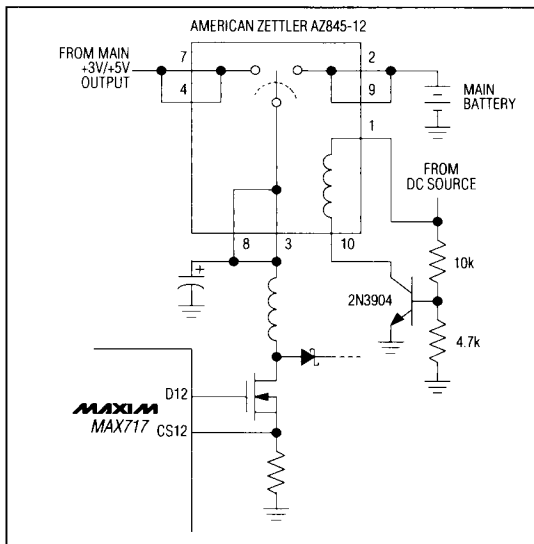 AMERICAN ZETTLER AZ845-12
FROM MAIN
+3V/+5V
OUTPUT
7
4
2
9
1
MAIN
BATTERY
FROM
DC SOURCE
8
3
10
10k
+
2N3904
4.7k
D12
MAXIM
MAX717
CS12